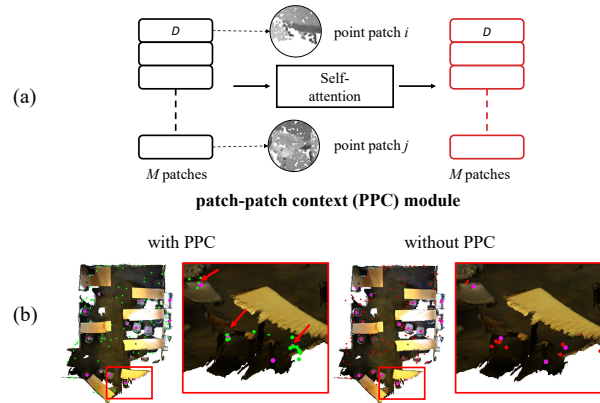 (a)
D
point patch i
D
Self-
attention
point patch j
M patches
M patches
patch-patch context (PPC) module
with PPC
without PPC
(b)